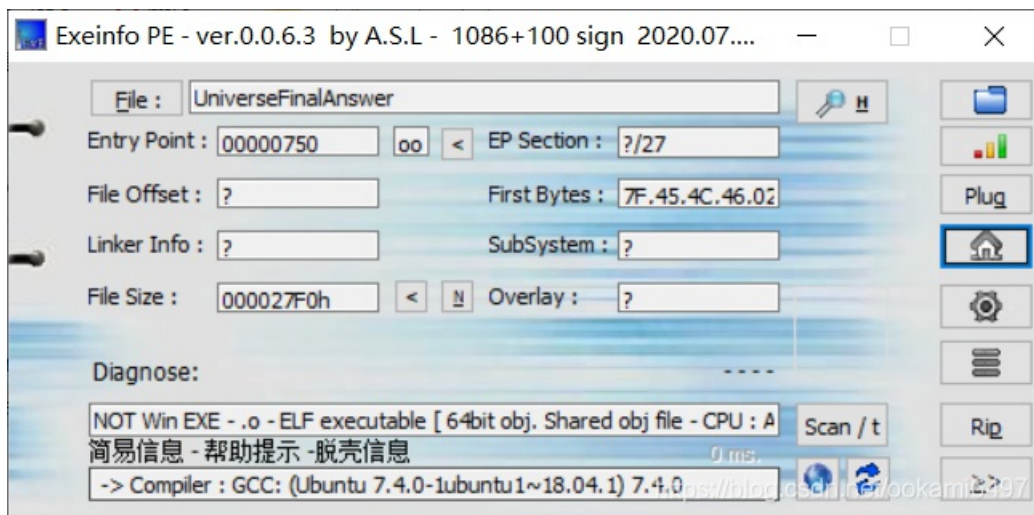 Exeinfo PE - ver.0.0.6.3 by A.S.L - 1086+100 sign 2020.07....
File : UniverseFinalAnswer H
Entry Point : 00000750 oo < EP Section : ?/27
File Offset : ? First Bytes : 7F.45.4C.46.02 Plug
Linker Info : ? SubSystem : ?
File Size : 000027F0h < N Overlay : ?
Diagnose: ----
NOT Win EXE - .o - ELF executable [ 64bit obj. Shared obj file - CPU : A Scan / t Rip
简易信息 - 帮助提示 -脱壳信息 0 ms.
-> Compiler : GCC: (Ubuntu 7.4.0-1ubuntu1~18.04.1) 7.4.0 >>